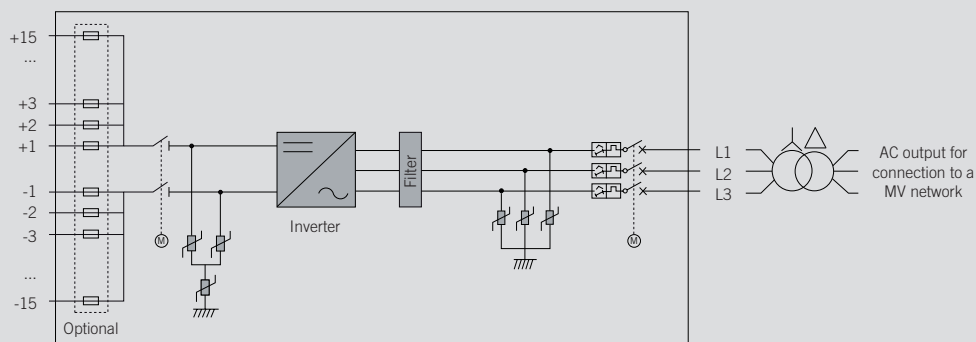 +15
...
+3
+2
+1
-1
-2
-3
...
-15
Optional
M
Inverter
Filter
M
L1
L2
L3
AC output for
connection to a
MV network